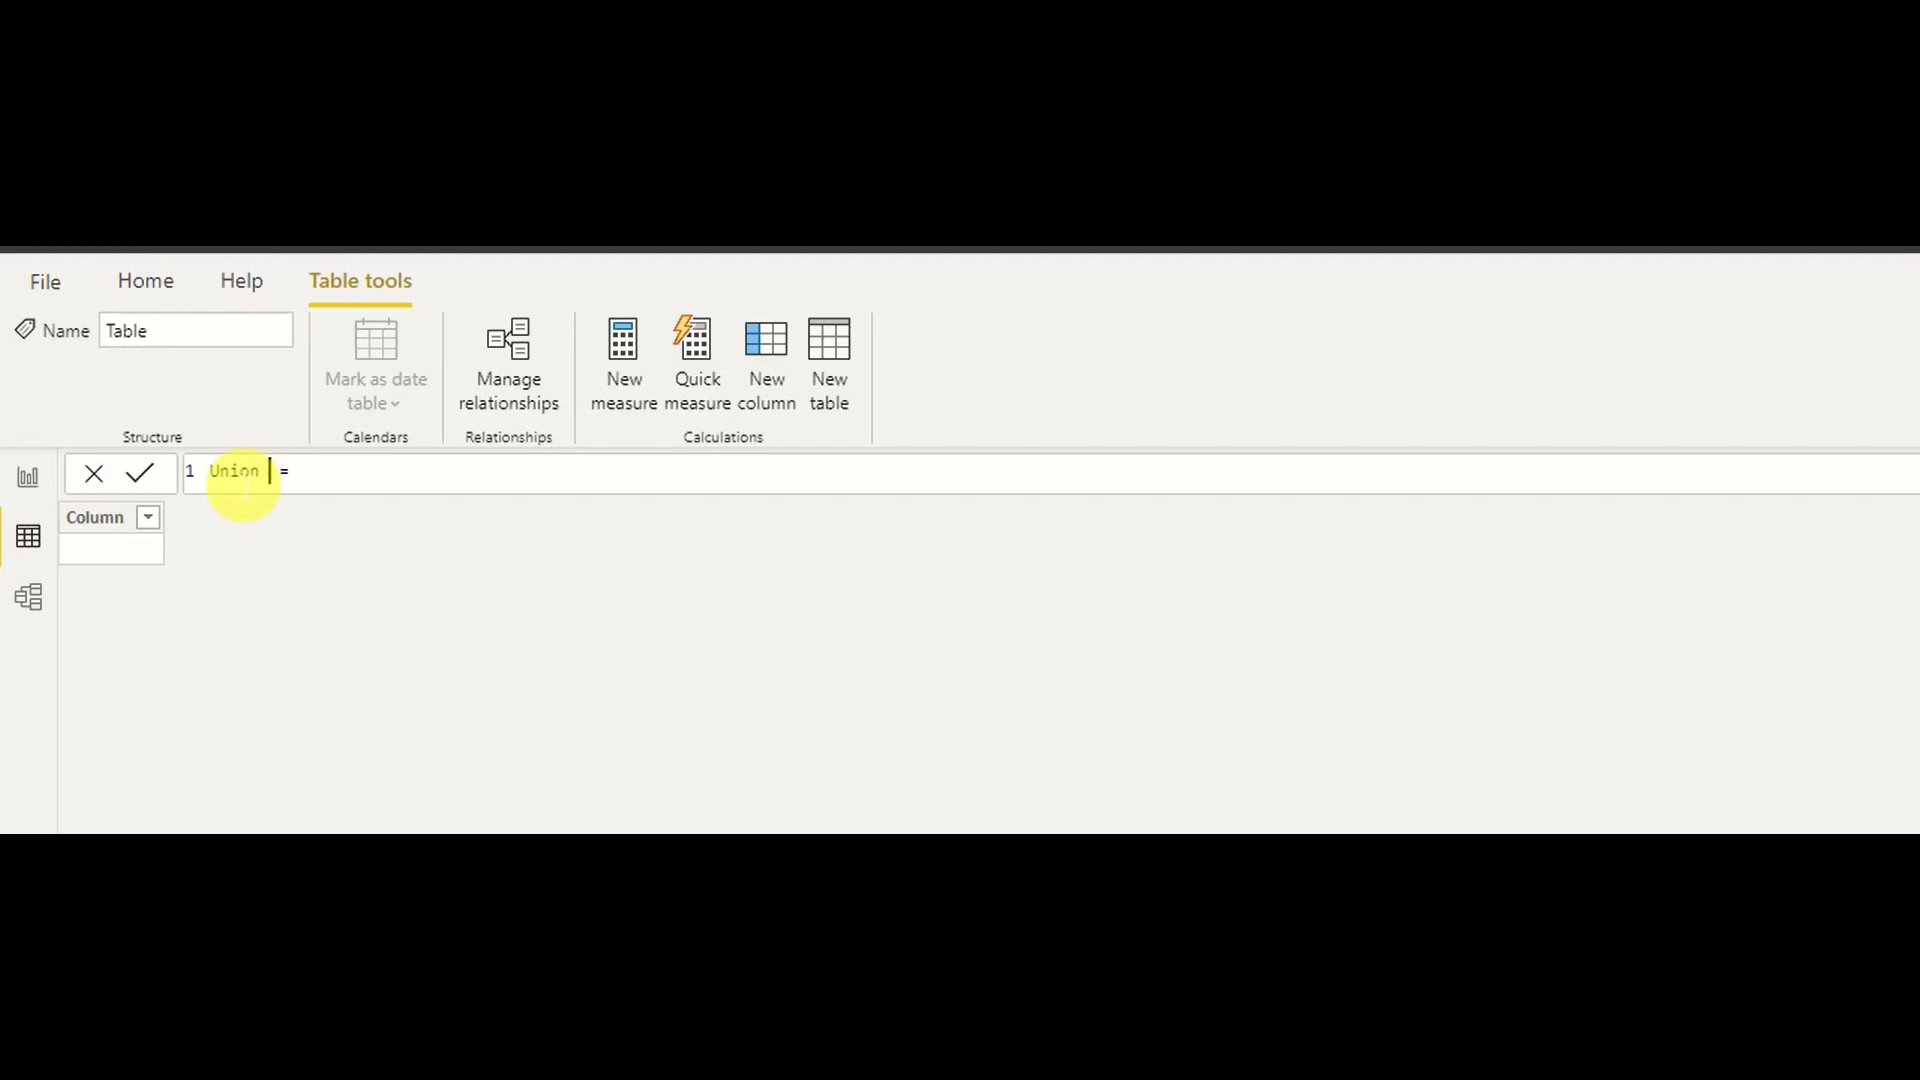 File Home Help Table tools
Name Table
Mark as date table
Manage relationships
New measure
Quick measure
New column
New table
Structure Calendars Relationships Calculations
1 Union =
Column